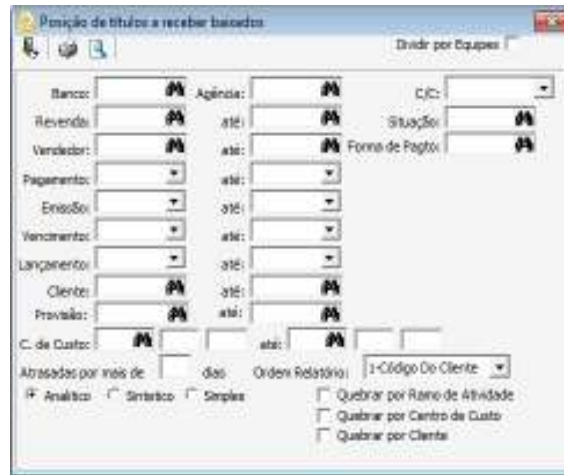 Posição de títulos a receber baixados
Dividir por Equipes
Banco: Agência: C/C:
Revenda: até: Situação:
Vendedor: até: Forma de Pagto:
Pagamento: até:
Emissão: até:
Vencimento: até:
Lançamento: até:
Cliente: até:
Provisão: até:
C. de Custo: até:
Atrasadas por mais de dias Ordem Relatório: 1-Código Do Cliente
Analítico Sintetico Simples Quebrar por Ramo de Atividade
Quebrar por Centro de Custo
Quebrar por Cliente